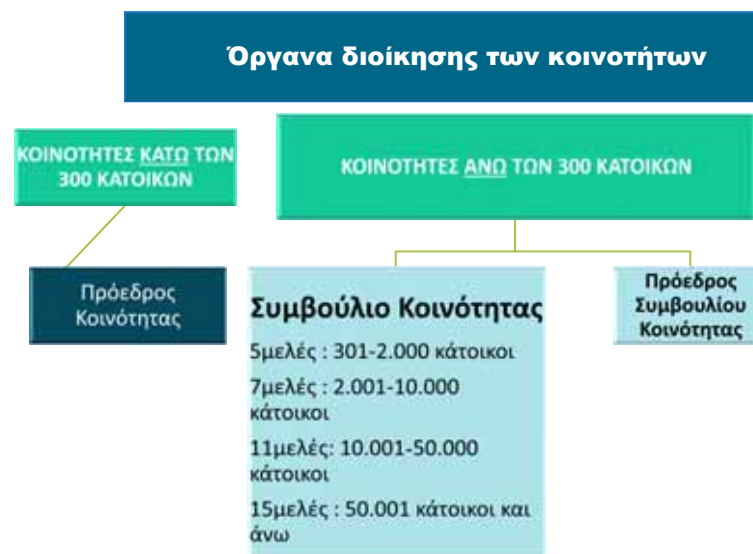 Όργανα διοίκησης των κοινοτήτων
ΚΟΙΝΟΤΗΤΕΣ ΚΑΤΩ ΤΩΝ
300 ΚΑΤΟΙΚΩΝ
ΚΟΙΝΟΤΗΤΕΣ ΑΝΩ ΤΩΝ 300 ΚΑΤΟΙΚΩΝ
Πρόεδρος
Κοινότητας
Συμβούλιο Κοινότητας
5μελές : 301-2.000 κάτοικοι
7μελές : 2.001-10.000
κάτοικοι
11μελές: 10.001-50.000
κάτοικοι
15μελές : 50.001 κάτοικοι και
άνω
Πρόεδρος
Συμβουλίου
Κοινότητας